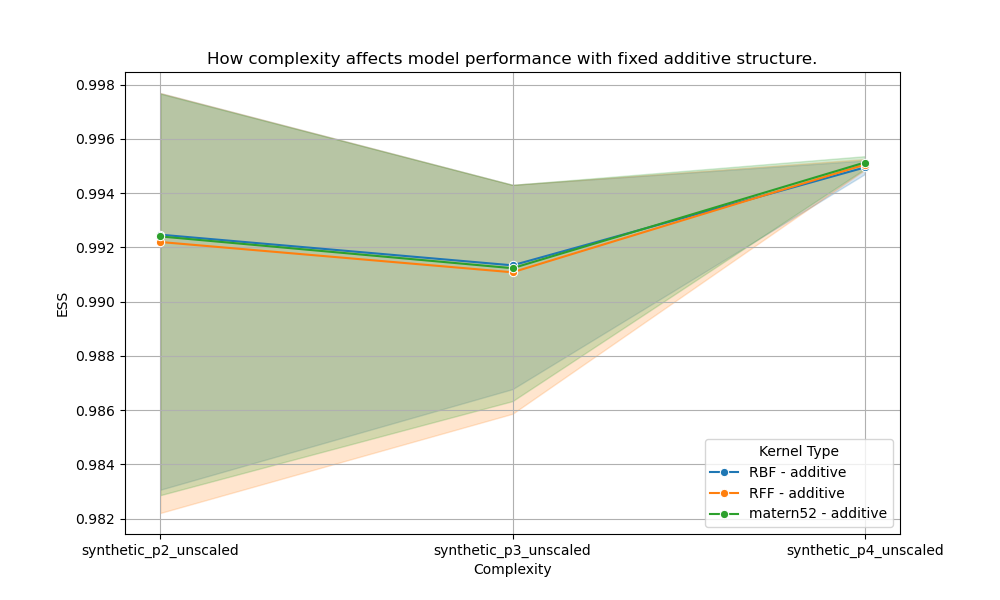 How complexity affects model performance with fixed additive structure.
0.998
0.996
0.994
0.992
0.990
0.988
0.986
0.984
0.982
ESS
Kernel Type
RBF - additive
RFF - additive
matern52 - additive
synthetic_p2_unscaled
synthetic_p3_unscaled
synthetic_p4_unscaled
Complexity